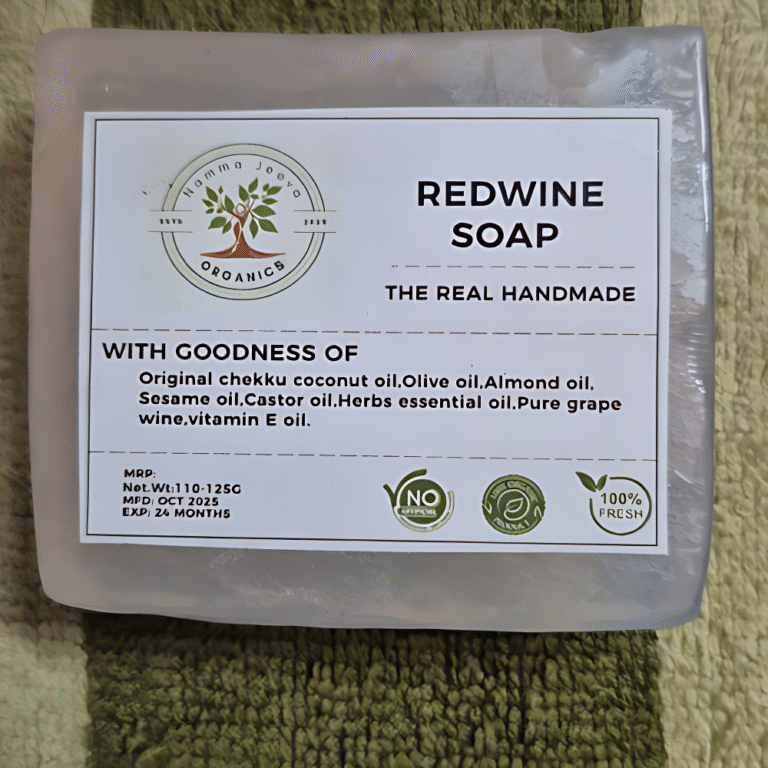 Namma Jeeva
ORGANICS
REDWINE
SOAP
THE REAL HANDMADE
WITH GOODNESS OF
Original chekku coconut oil,Olive oil,Almond oil,
Sesame oil,Castor oil,Herbs essential oil,Pure grape
wine,vitamin E oil.
MRP:
Net.Wt:110-125G
MFD: OCT 2025
EXP: 24 MONTHS
NO
100%
FRESH